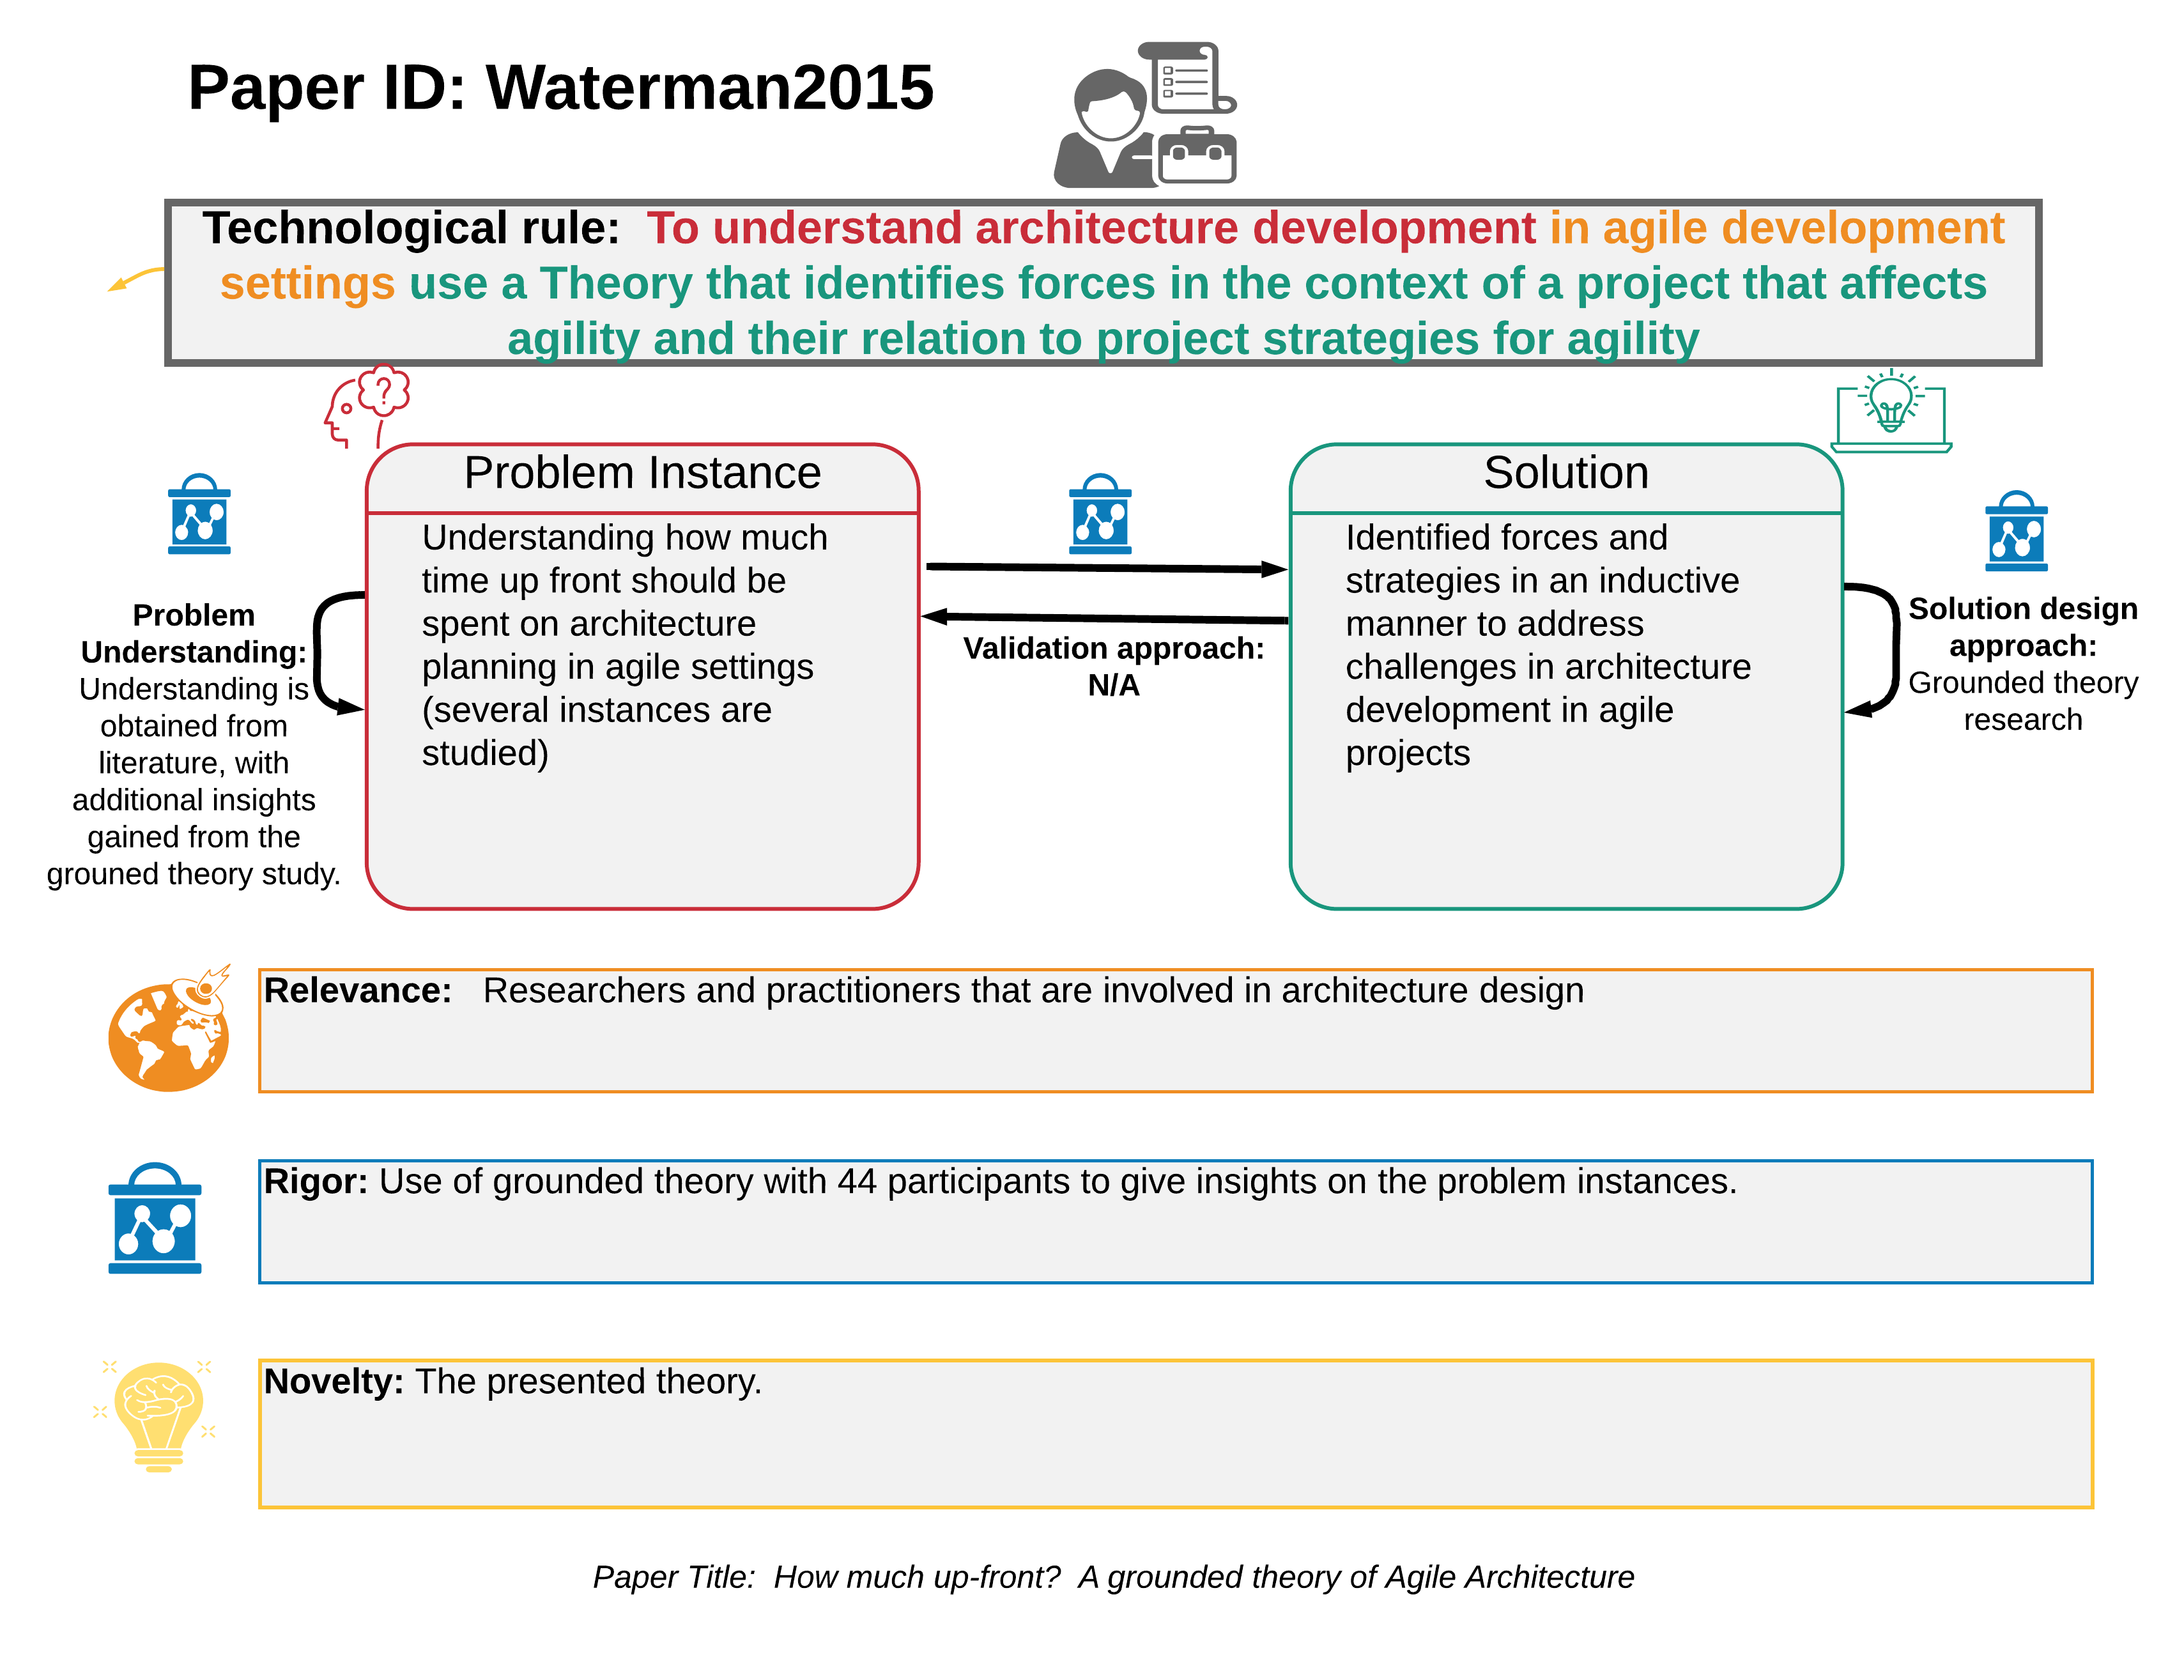 Paper ID: Waterman2015
Technological rule: To understand architecture development in agile development
settings use a Theory that identifies forces in the context of a project that affects
agility and their relation to project strategies for agility
?
Problem Instance
Understanding how much
time up front should be
spent on architecture
planning in agile settings
(several instances are
studied)
Problem
Understanding:
Understanding is
obtained from
literature, with
additional insights
gained from the
grouned theory study.
Validation approach:
N/A
Solution
Identified forces and
strategies in an inductive
manner to address
challenges in architecture
development in agile
projects
Solution design
approach:
Grounded theory
research
Relevance: Researchers and practitioners that are involved in architecture design
Rigor: Use of grounded theory with 44 participants to give insights on the problem instances.
Novelty: The presented theory.
Paper Title: How much up-front? A grounded theory of Agile Architecture